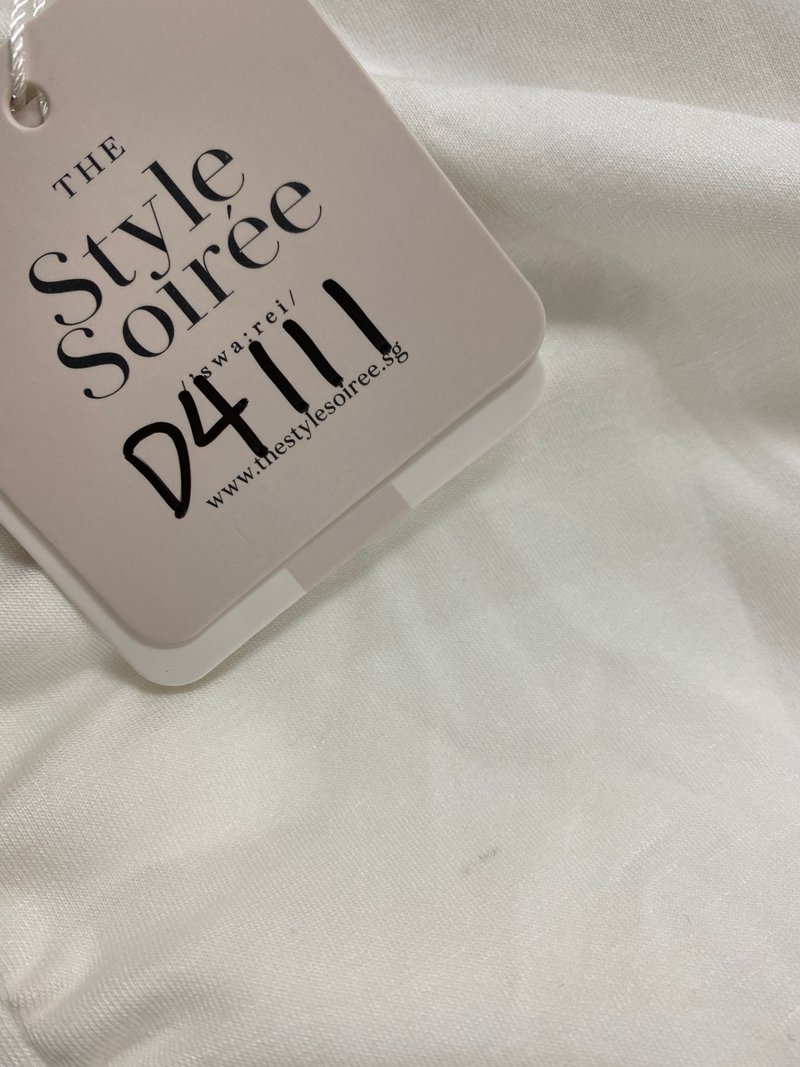 THE
Style
Soirée
/'swa:rei/
D4111
www.thestylesoiree.sg